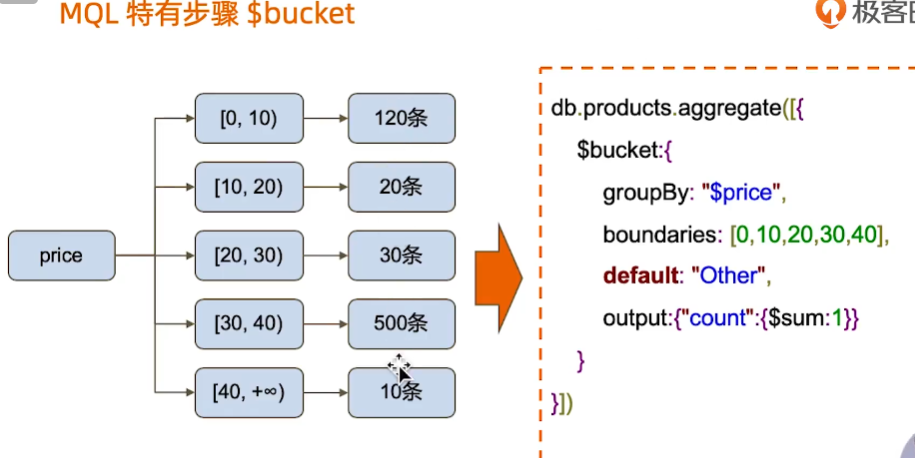 MQL 特有步骤 $bucket
极客
price
[0, 10)
120条
[10, 20)
20条
[20, 30)
30条
[30, 40)
500条
[40, +∞)
10条
db.products.aggregate([{
$bucket:{
groupBy: "$price",
boundaries: [0,10,20,30,40],
default: "Other",
output:{"count":{$sum:1}}
}
}])